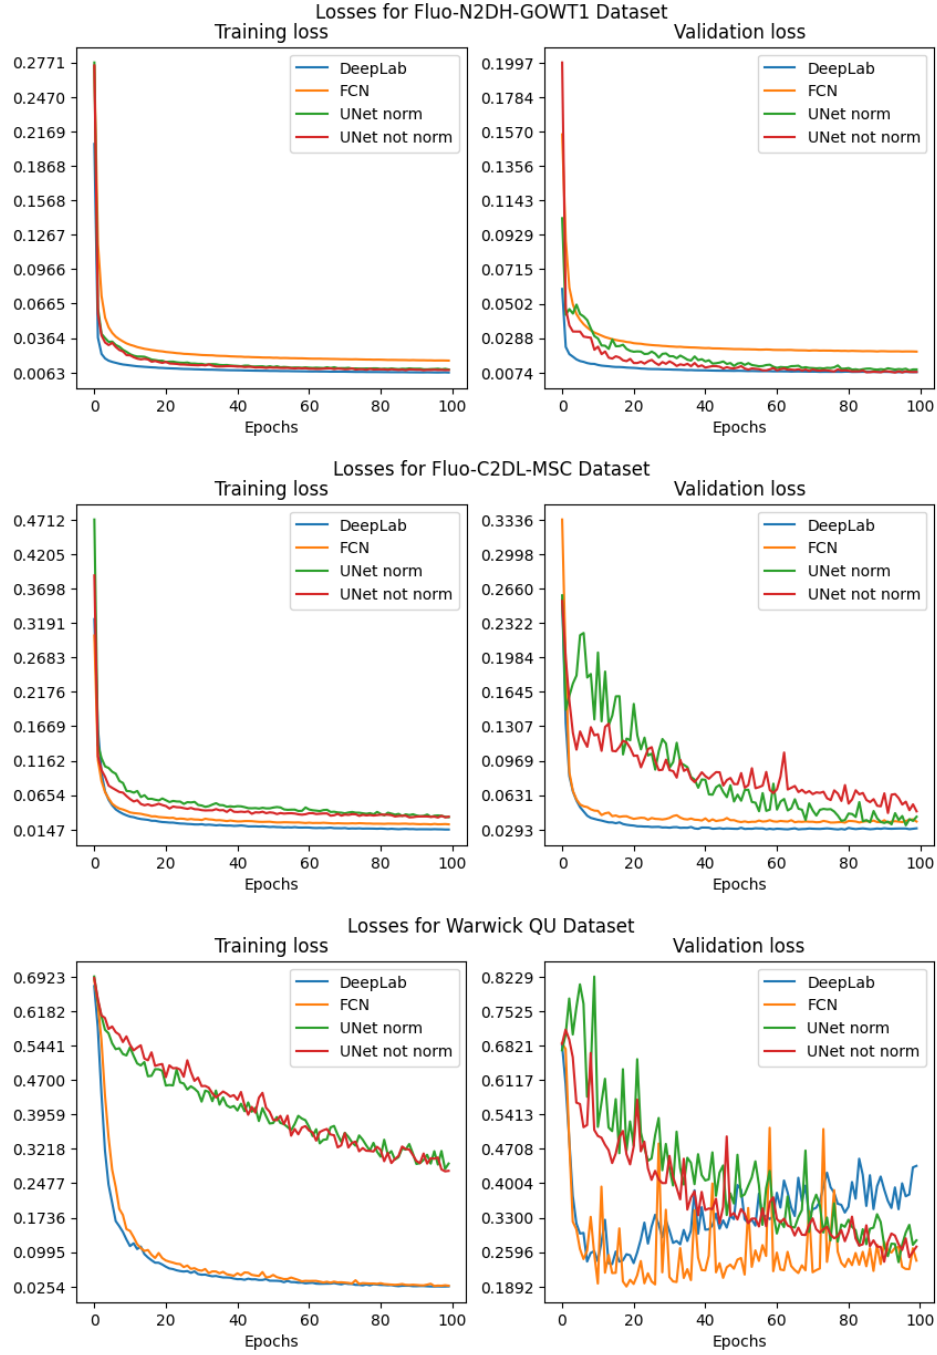 Losses for Fluo-N2DH-GOWT1 Dataset
Training loss
0.2771
0.2470
0.2169
0.1868
0.1568
0.1267
0.0966
0.0665
0.0364
0.0063
DeepLab
FCN
UNet norm
UNet not norm
0 20 40 60 80 100
Epochs
Validation loss
0.1997
0.1784
0.1570
0.1356
0.1143
0.0929
0.0715
0.0502
0.0288
0.0074
DeepLab
FCN
UNet norm
UNet not norm
0 20 40 60 80 100
Epochs
Losses for Fluo-C2DL-MSC Dataset
Training loss
0.4712
0.4205
0.3698
0.3191
0.2683
0.2176
0.1669
0.1162
0.0654
0.0147
DeepLab
FCN
UNet norm
UNet not norm
0 20 40 60 80 100
Epochs
Validation loss
0.3336
0.2998
0.2660
0.2322
0.1984
0.1645
0.1307
0.0969
0.0631
0.0293
DeepLab
FCN
UNet norm
UNet not norm
0 20 40 60 80 100
Epochs
Losses for Warwick QU Dataset
Training loss
0.6923
0.6182
0.5441
0.4700
0.3959
0.3218
0.2477
0.1736
0.0995
0.0254
DeepLab
FCN
UNet norm
UNet not norm
0 20 40 60 80 100
Epochs
Validation loss
0.8229
0.7525
0.6821
0.6117
0.5413
0.4708
0.4004
0.3300
0.2596
0.1892
DeepLab
FCN
UNet norm
UNet not norm
0 20 40 60 80 100
Epochs